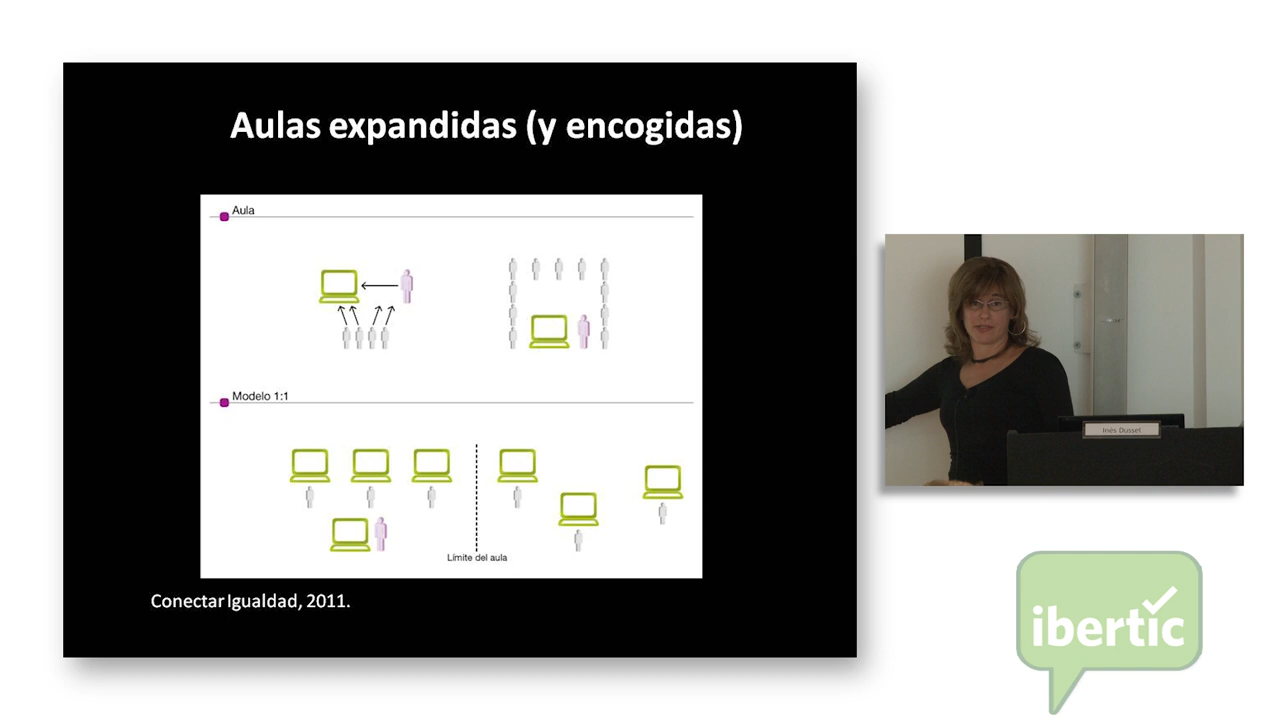 Aulas expandidas (y encogidas)
Aula
Modelo 1:1
Límite del aula
Conectar Igualdad, 2011.
Inés Dussel
ibertic